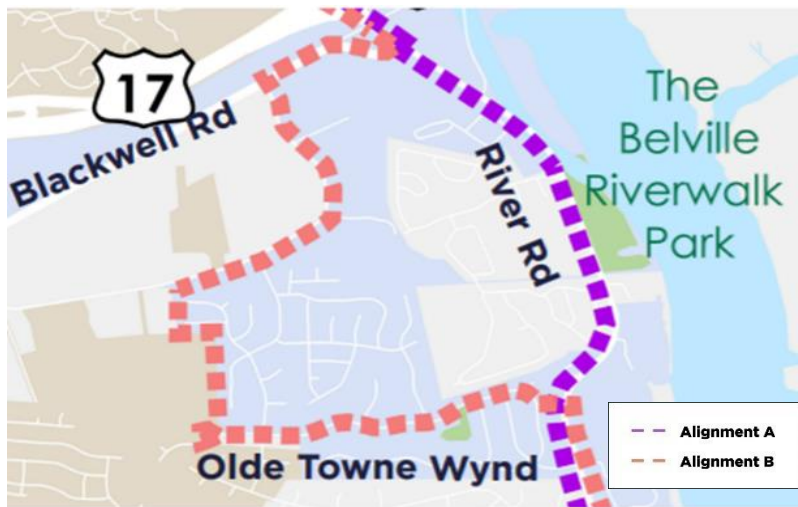 17
Blackwell Rd
The
Belville
Riverwalk
Park
River Rd
Olde Towne Wynd
Alignment A
Alignment B